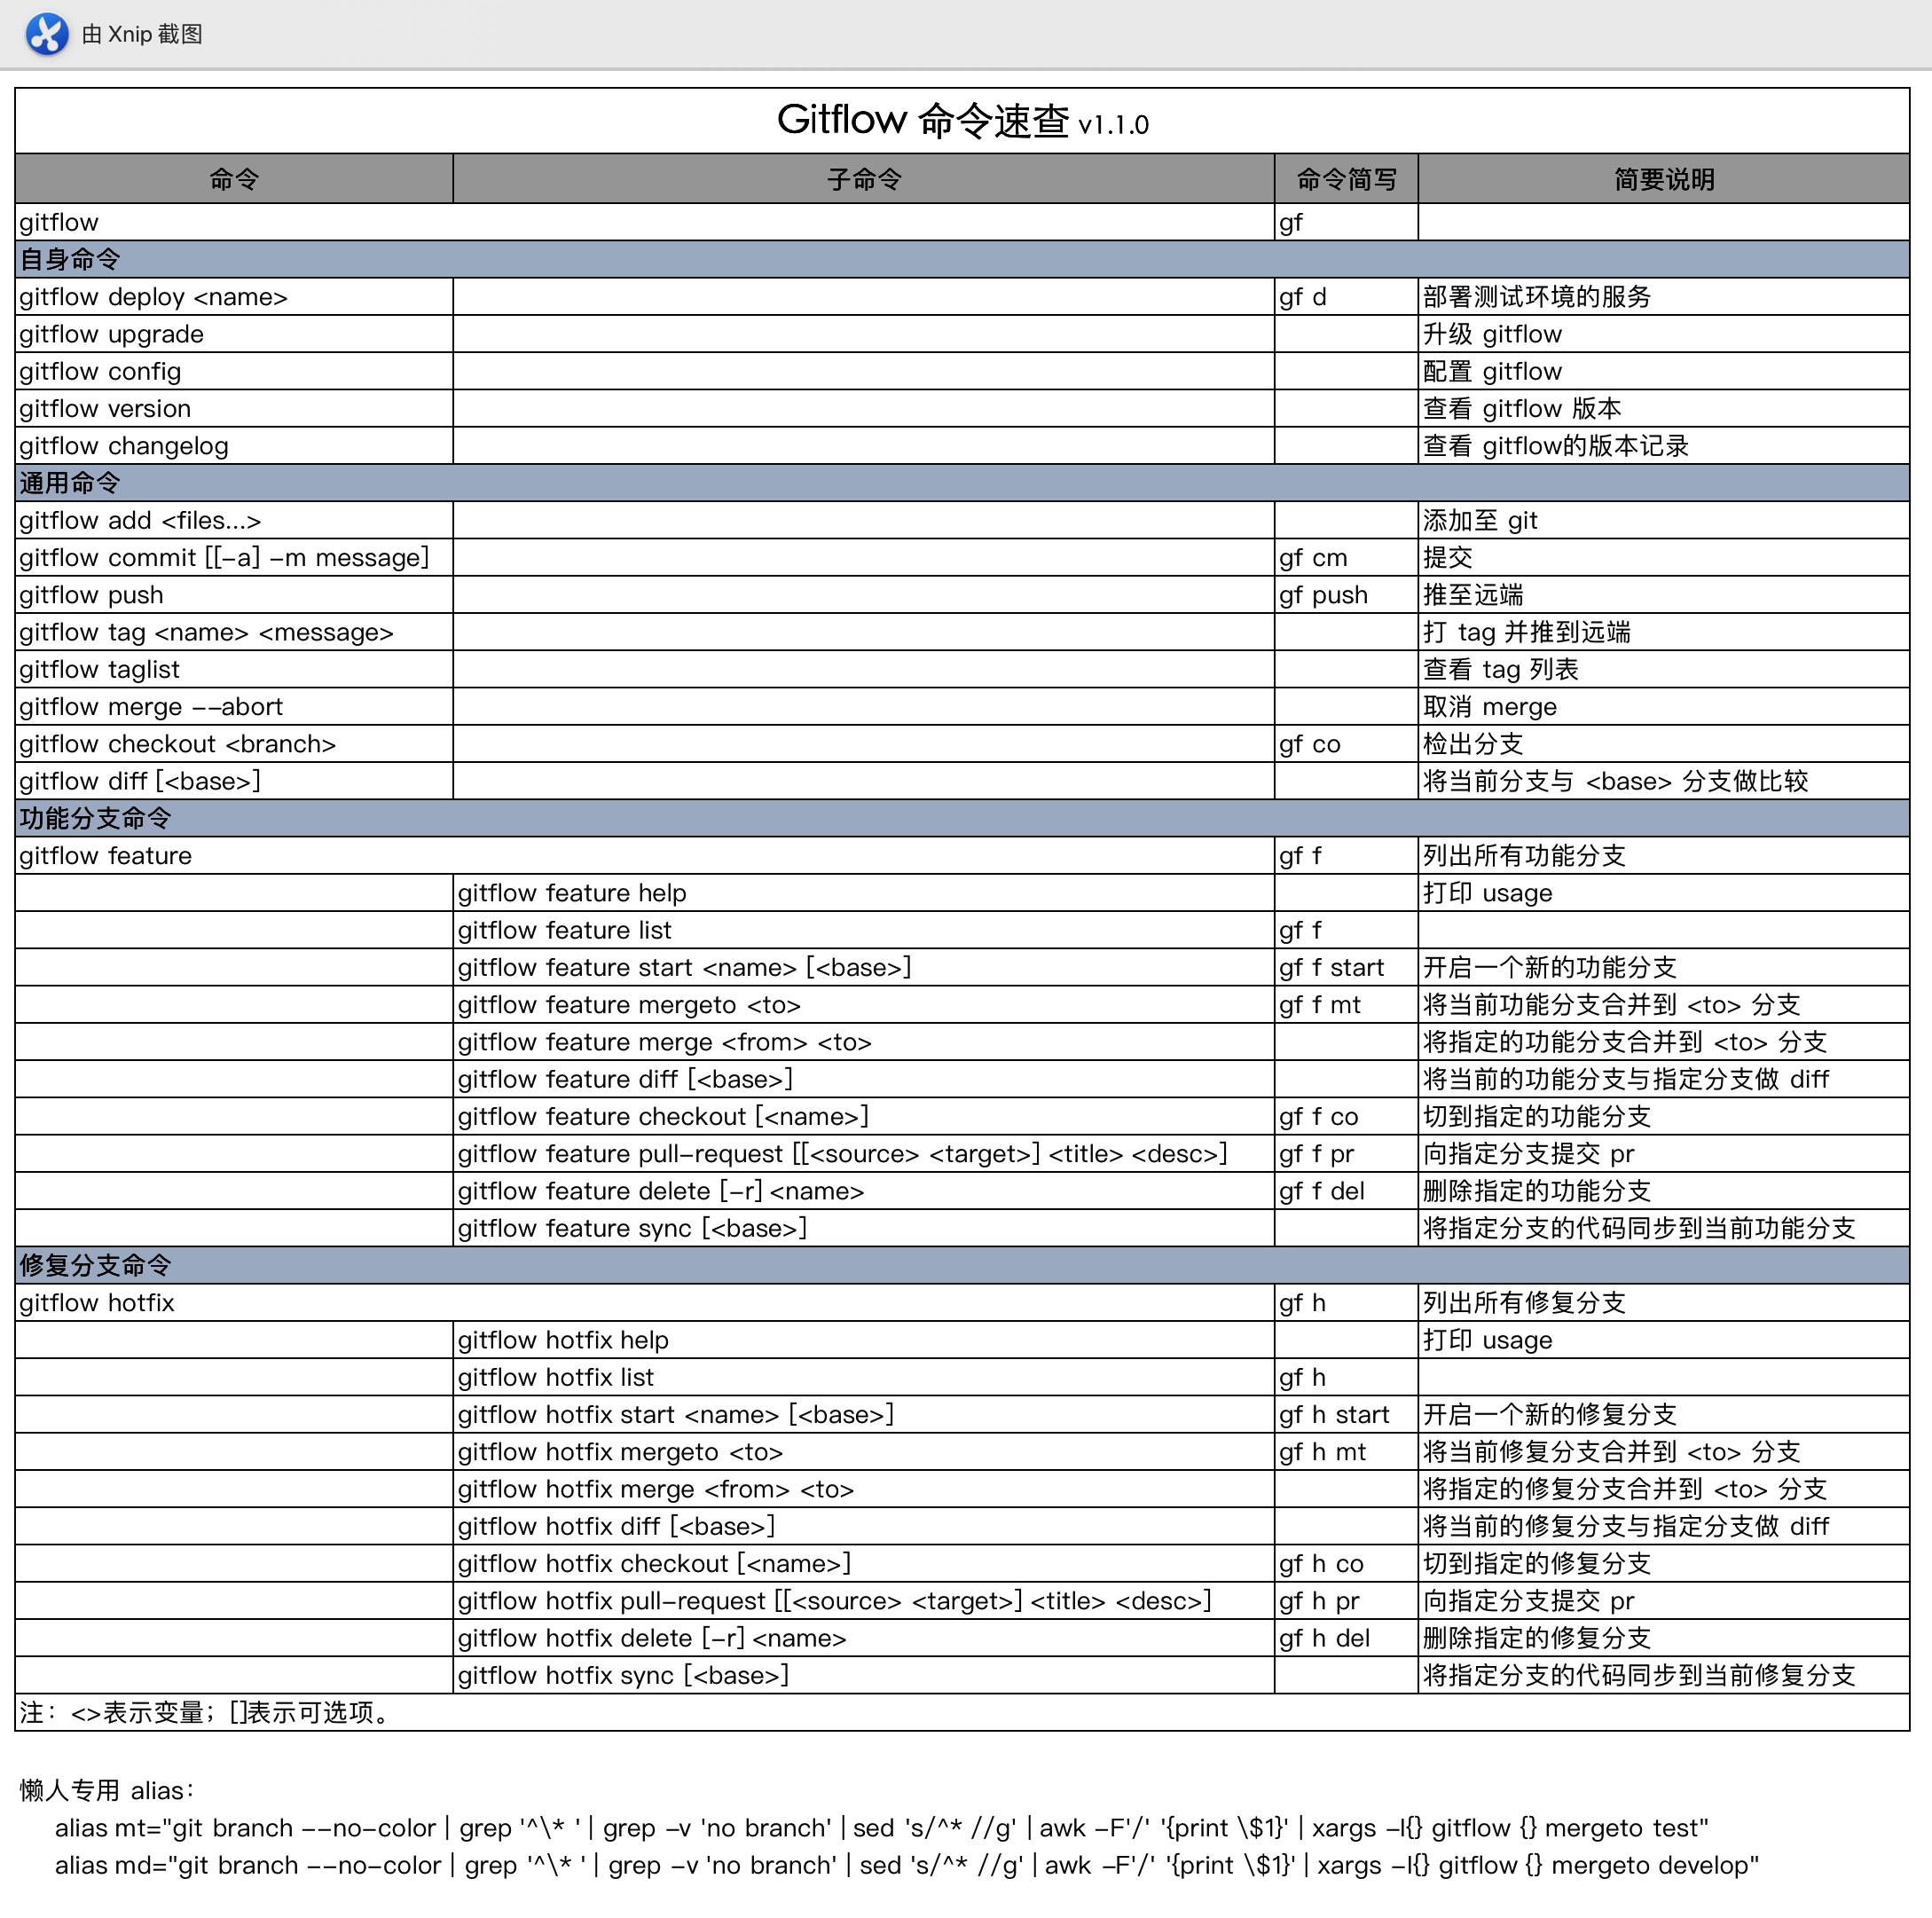 由 Xnip 截图
Gitflow 命令速查 v1.1.0
命令 子命令 命令简写 简要说明
gitflow gf
自身命令
gitflow deploy <name> gf d 部署测试环境的服务
gitflow upgrade 升级 gitflow
gitflow config 配置 gitflow
gitflow version 查看 gitflow 版本
gitflow changelog 查看 gitflow的版本记录
通用命令
gitflow add <files...> 添加至 git
gitflow commit [[-a] -m message] gf cm 提交
gitflow push gf push 推至远端
gitflow tag <name> <message> 打 tag 并推到远端
gitflow taglist 查看 tag 列表
gitflow merge --abort 取消 merge
gitflow checkout <branch> gf co 检出分支
gitflow diff [<base>] 将当前分支与 <base> 分支做比较
功能分支命令
gitflow feature gf f 列出所有功能分支
gitflow feature help 打印 usage
gitflow feature list gf f
gitflow feature start <name> [<base>] gf f start 开启一个新的功能分支
gitflow feature mergeto <to> gf f mt 将当前功能分支合并到 <to> 分支
gitflow feature merge <from> <to> 将指定的功能分支合并到 <to> 分支
gitflow feature diff [<base>] 将当前的功能分支与指定分支做 diff
gitflow feature checkout [<name>] gf f co 切到指定的功能分支
gitflow feature pull-request [[<source> <target>] <title> <desc>] gf f pr 向指定分支提交 pr
gitflow feature delete [-r] <name> gf f del 删除指定的功能分支
gitflow feature sync [<base>] 将指定分支的代码同步到当前功能分支
修复分支命令
gitflow hotfix gf h 列出所有修复分支
gitflow hotfix help 打印 usage
gitflow hotfix list gf h
gitflow hotfix start <name> [<base>] gf h start 开启一个新的修复分支
gitflow hotfix mergeto <to> gf h mt 将当前修复分支合并到 <to> 分支
gitflow hotfix merge <from> <to> 将指定的修复分支合并到 <to> 分支
gitflow hotfix diff [<base>] 将当前的修复分支与指定分支做 diff
gitflow hotfix checkout [<name>] gf h co 切到指定的修复分支
gitflow hotfix pull-request [[<source> <target>] <title> <desc>] gf h pr 向指定分支提交 pr
gitflow hotfix delete [-r] <name> gf h del 删除指定的修复分支
gitflow hotfix sync [<base>] 将指定分支的代码同步到当前修复分支
注：<>表示变量；[]表示可选项。
懒人专用 alias：
alias mt="git branch --no-color | grep '^\* ' | grep -v 'no branch' | sed 's/^* //g' | awk -F'/' '{print \$1}' | xargs -I{} gitflow {} mergeto test"
alias md="git branch --no-color | grep '^\* ' | grep -v 'no branch' | sed 's/^* //g' | awk -F'/' '{print \$1}' | xargs -I{} gitflow {} mergeto develop"